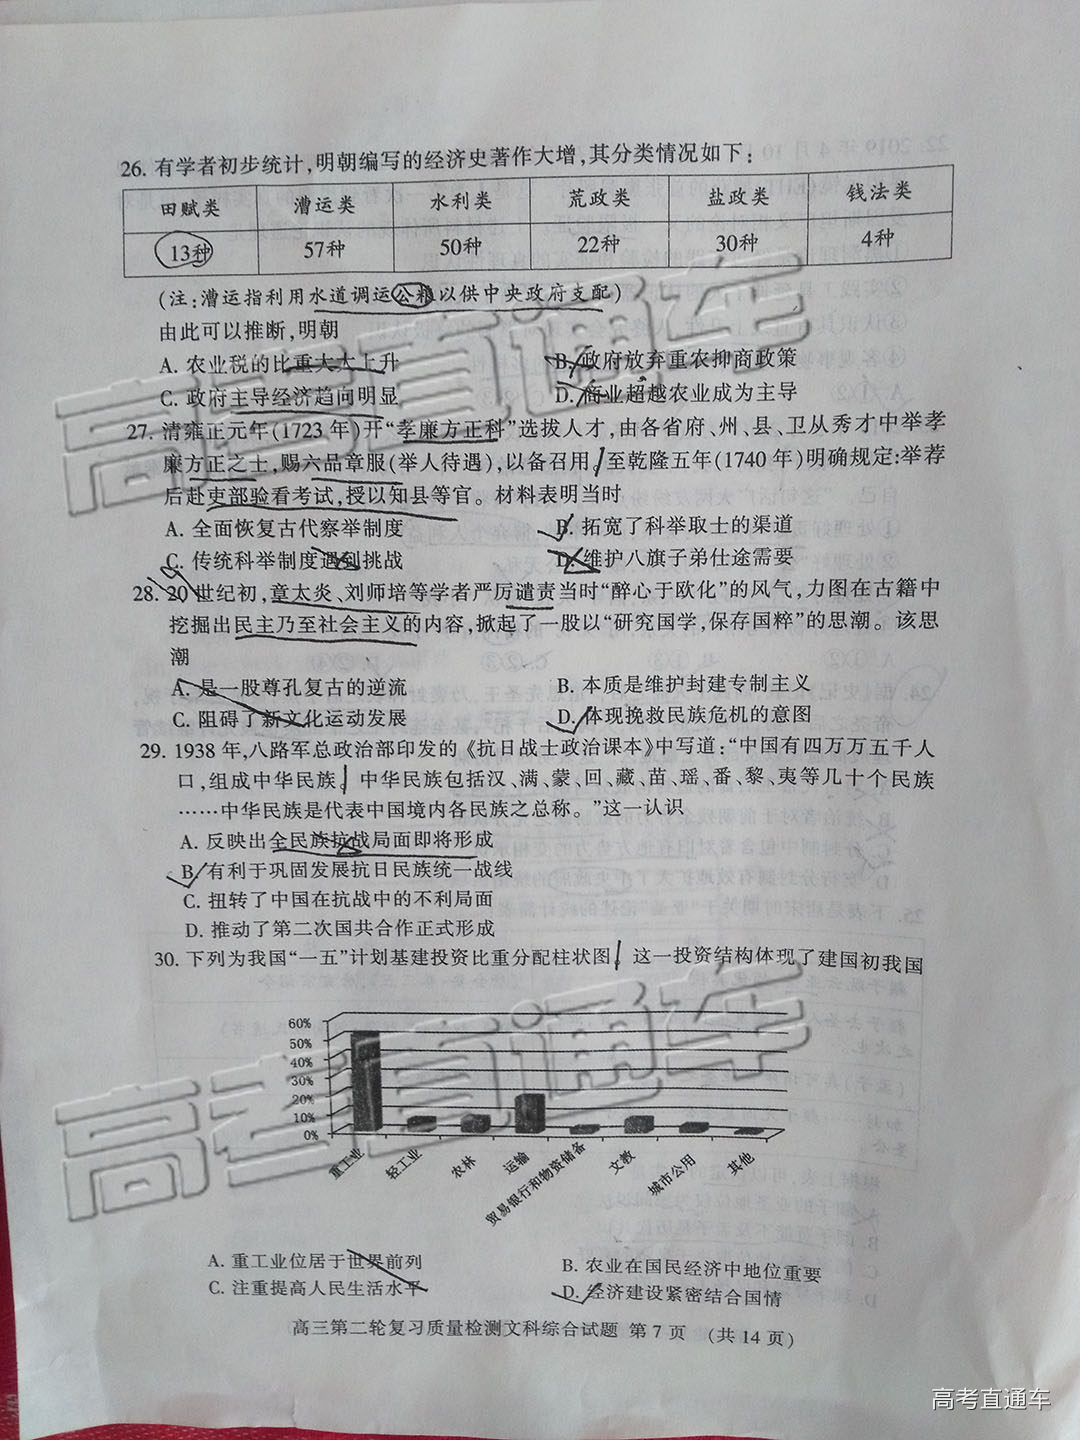 26. 有学者初步统计,明朝编写的经济史著作大增,其分类情况如下:
田赋类 漕运类 水利类 荒政类 盐政类 钱法类
13种 57种 50种 22种 30种 4种
(注:漕运指利用水道调运公粮以供中央政府支配)
由此可以推断,明朝
A. 农业税的比重大大上升 B. 政府放弃重农抑商政策
C. 政府主导经济趋向明显 D. 商业超越农业成为主导
27. 清雍正元年(1723年)开“孝廉方正科”选拔人才,由各省府、州、县、卫从秀才中举孝
廉方正之士,赐六品章服(举人待遇),以备召用。至乾隆五年(1740年)明确规定:举荐
后赴吏部验看考试,授以知县等官。材料表明当时
A. 全面恢复古代察举制度 B. 拓宽了科举取士的渠道
C. 传统科举制度遇到挑战 D. 维护八旗子弟仕途需要
28. 20世纪初,章太炎、刘师培等学者严厉谴责当时“醉心于欧化”的风气,力图在古籍中
挖掘出民主乃至社会主义的内容,掀起了一股以“研究国学,保存国粹”的思潮。该思
潮
A. 是一股尊孔复古的逆流 B. 本质是维护封建专制主义
C. 阻碍了新文化运动发展 D. 体现挽救民族危机的意图
29. 1938年,八路军总政治部印发的《抗日战士政治课本》中写道:“中国有四万万五千人
口,组成中华民族。中华民族包括汉、满、蒙、回、藏、苗、瑶、番、黎、夷等几十个民族
……中华民族是代表中国境内各民族之总称。”这一认识
A. 反映出全民族抗战局面即将形成
B. 有利于巩固发展抗日民族统一战线
C. 扭转了中国在抗战中的不利局面
D. 推动了第二次国共合作正式形成
30. 下列为我国“一五”计划基建投资比重分配柱状图。这一投资结构体现了建国初我国
60%
50%
40%
30%
20%
10%
0%
重工业 轻工业 农林 运输 贸易银行和物资储备 文教 城市公用 其他
A. 重工业位居于世界前列 B. 农业在国民经济中地位重要
C. 注重提高人民生活水平 D. 经济建设紧密结合国情
高三第二轮复习质量检测文科综合试题 第7页 (共14页)
高考直通车
高考直通车
高考直通车